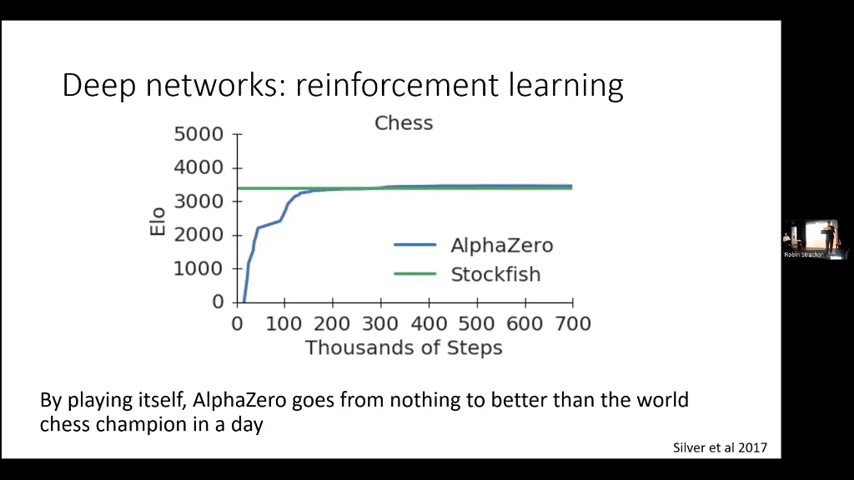 Deep networks: reinforcement learning
Chess
5000
4000
3000
2000
1000
0
Elo
AlphaZero
Stockfish
0 100 200 300 400 500 600 700
Thousands of Steps
By playing itself, AlphaZero goes from nothing to better than the world
chess champion in a day
Silver et al 2017
Robin Strachan